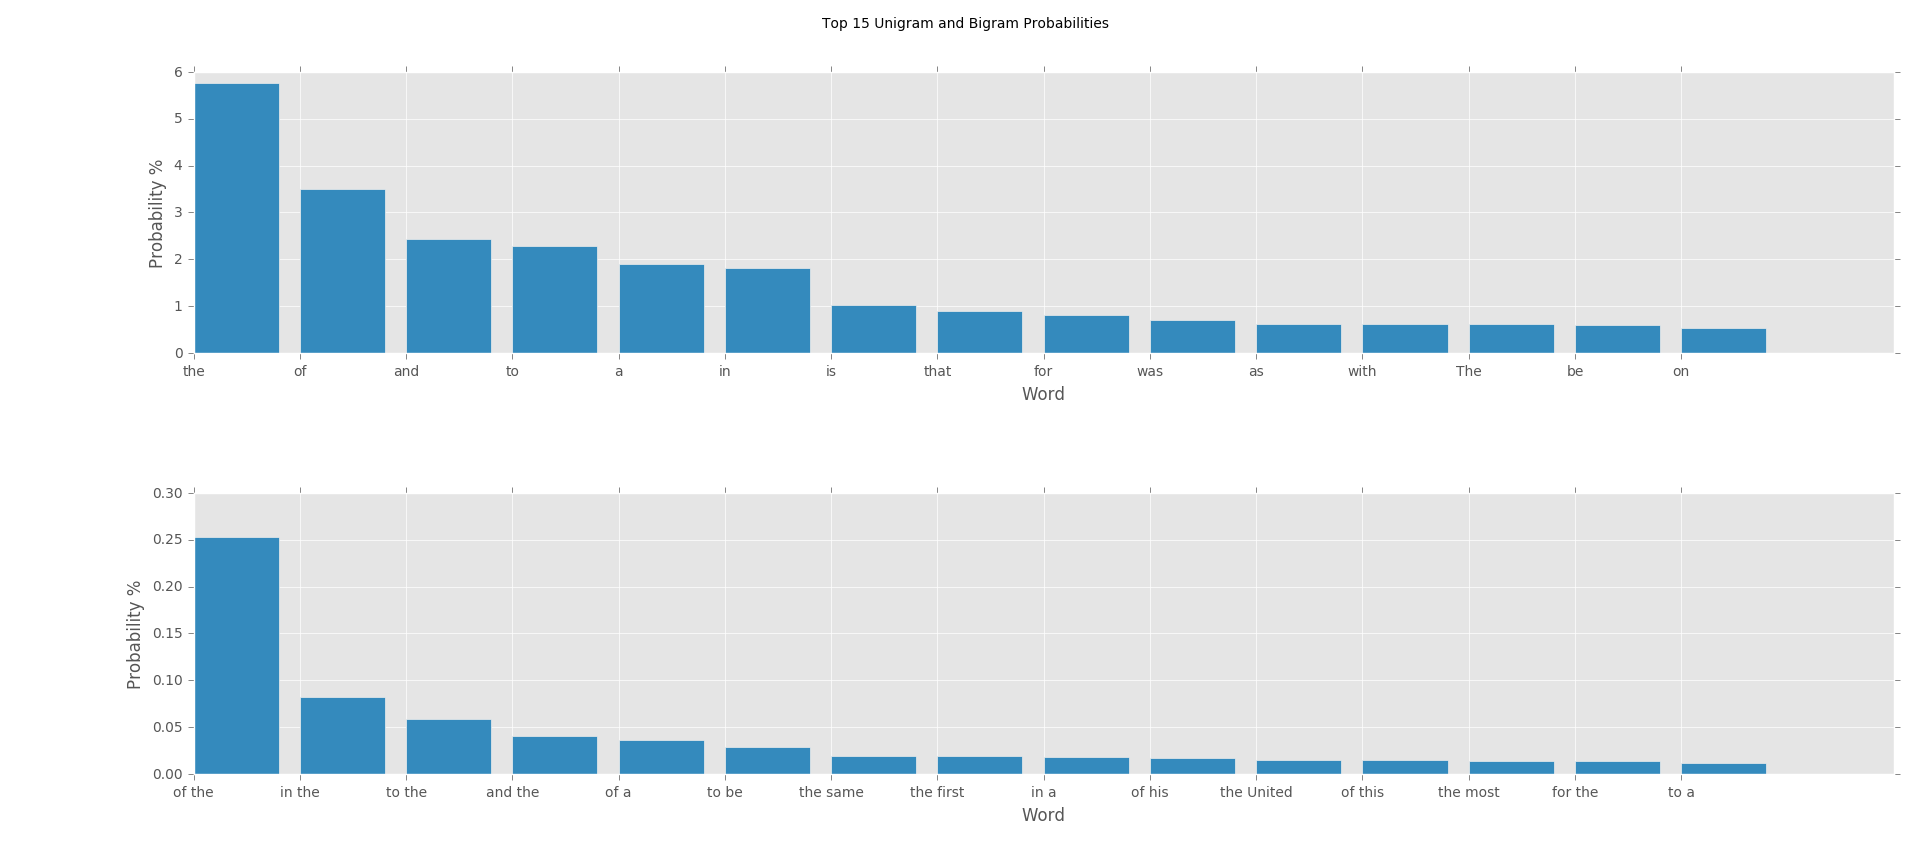 Top 15 Unigram and Bigram Probabilities
6
5
4
3
2
1
0
Probability %
the of and to a in is that for was as with The be on
Word
0.30
0.25
0.20
0.15
0.10
0.05
0.00
Probability %
of the in the to the and the of a to be the same the first in a of his the United of this the most for the to a
Word